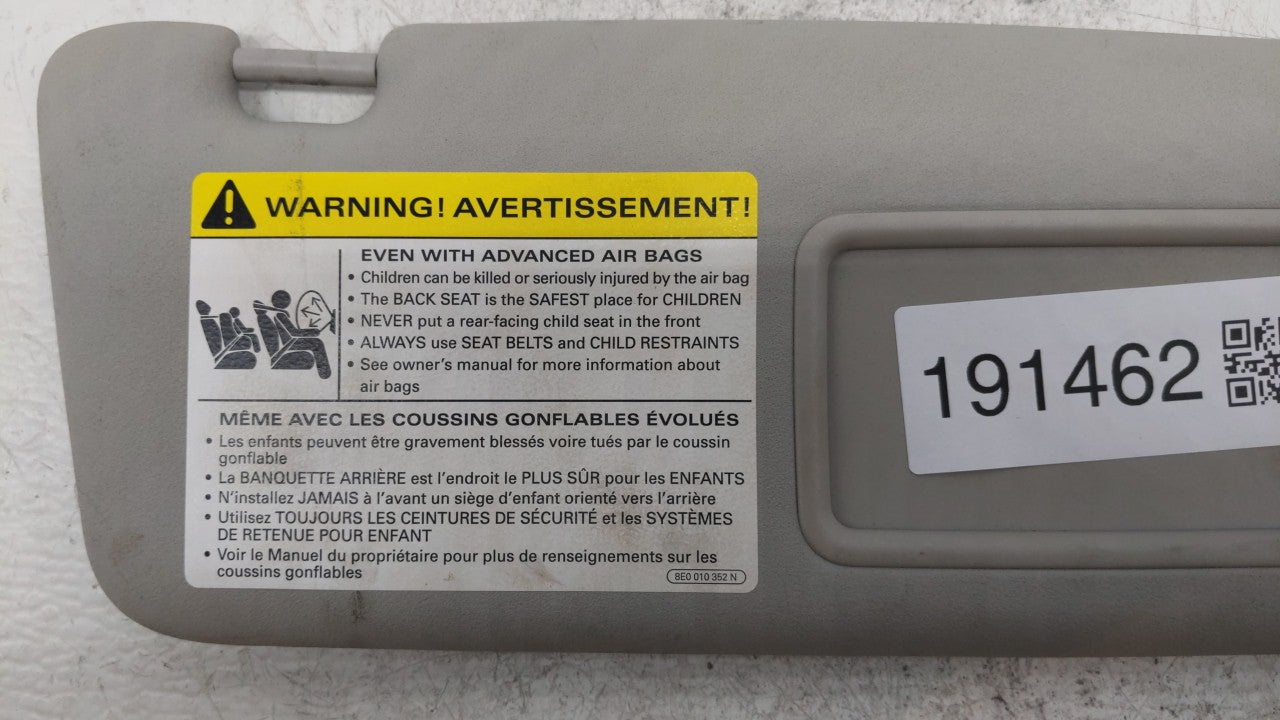 WARNING! AVERTISSEMENT!
EVEN WITH ADVANCED AIR BAGS
• Children can be killed or seriously injured by the air bag
• The BACK SEAT is the SAFEST place for CHILDREN
• NEVER put a rear-facing child seat in the front
• ALWAYS use SEAT BELTS and CHILD RESTRAINTS
• See owner's manual for more information about
air bags
MÊME AVEC LES COUSSINS GONFLABLES ÉVOLUÉS
• Les enfants peuvent être gravement blessés voire tués par le coussin
gonflable
• La BANQUETTE ARRIÈRE est l'endroit le PLUS SÛR pour les ENFANTS
• N'installez JAMAIS à l'avant un siège d'enfant orienté vers l'arrière
• Utilisez TOUJOURS LES CEINTURES DE SÉCURITÉ et les SYSTÈMES
DE RETENUE POUR ENFANT
• Voir le Manuel du propriétaire pour plus de renseignements sur les
coussins gonflables
8E0 010 352 N
191462